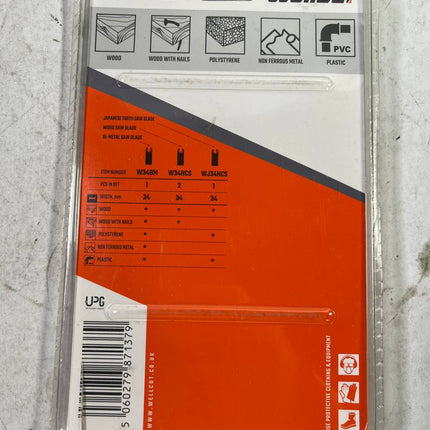 WOOD
WOOD WITH NAILS
POLYSTYRENE
NON FERROUS METAL
PVC
PLASTIC
JAPANESE TOOTH SAW BLADE
WOOD SAW BLADE
BI-METAL SAW BLADE
ITEM NUMBER W34BM W34HCS WJ34HCS
PCS IN SET 1 2 1
WIDTH, mm 34 34 34
WOOD • • •
WOOD WITH NAILS • •
POLYSTYRENE • •
NON FERROUS METAL •
PLASTIC • •
UPG
5 060279 871379
WWW.WELLCUT.CO.UK
USE PROTECTIVE CLOTHING & EQUIPMENT